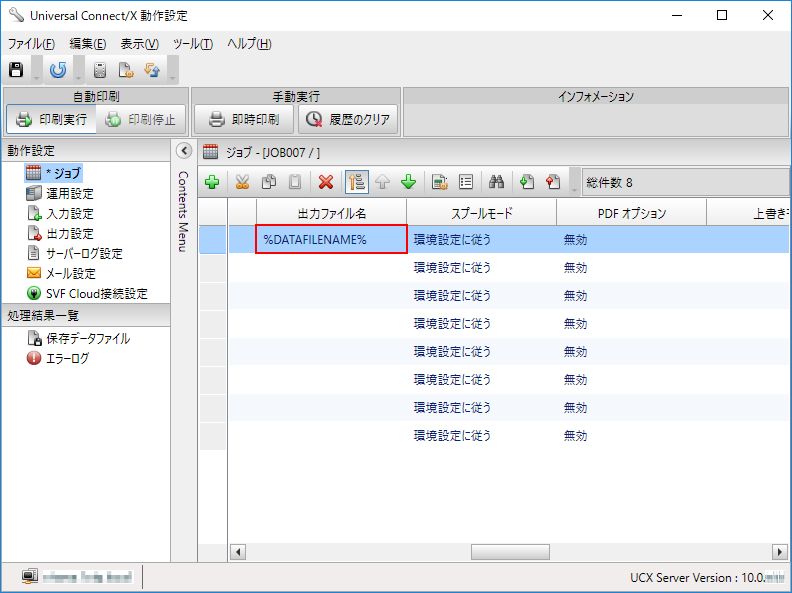 Universal Connect/X 動作設定
ファイル(F) 編集(E) 表示(V) ツール(T) ヘルプ(H)
自動印刷 手動実行 インフォメーション
印刷実行 印刷停止 即時印刷 履歴のクリア
動作設定
* ジョブ
運用設定
入力設定
出力設定
サーバーログ設定
メール設定
SVF Cloud接続設定
処理結果一覧
保存データファイル
エラーログ
Contents Menu
ジョブ - [JOB007 / ]
総件数 8
出力ファイル名 スプールモード PDF オプション 上書き
%DATAFILENAME% 環境設定に従う 無効
環境設定に従う 無効
環境設定に従う 無効
環境設定に従う 無効
環境設定に従う 無効
環境設定に従う 無効
環境設定に従う 無効
環境設定に従う 無効
UCX Server Version : 10.0.